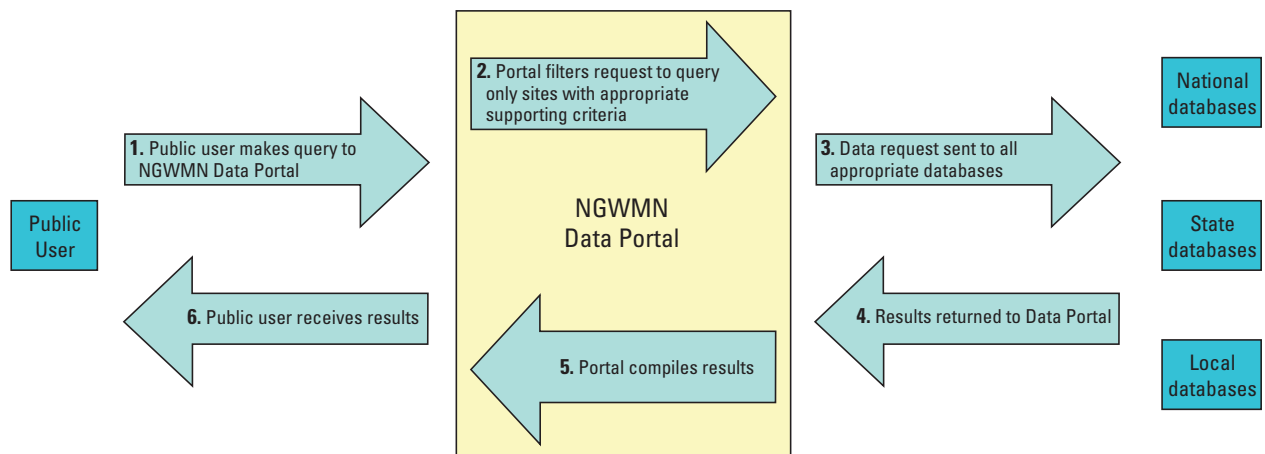 Public
User
1. Public user makes query to
NGWMN Data Portal
2. Portal filters request to query
only sites with appropriate
supporting criteria
NGWMN
Data Portal
3. Data request sent to all
appropriate databases
National
databases
State
databases
Local
databases
4. Results returned to Data Portal
5. Portal compiles results
6. Public user receives results